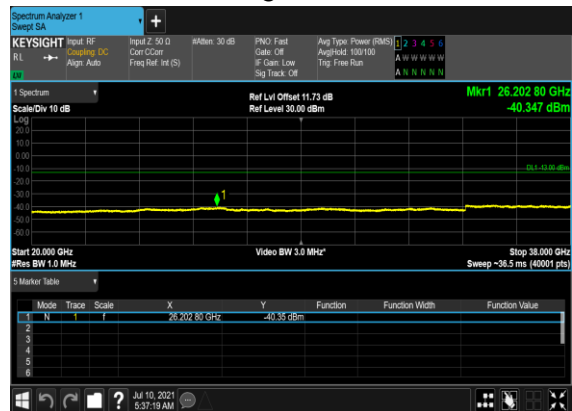 Spectrum Analyzer 1
Swept SA
+
KEYSIGHT Input: RF Input Z: 50 Ω #Atten: 30 dB PNO: Fast Avg Type: Power (RMS) 1 2 3 4 5 6
RL Coupling: DC Corr CCorr Gate: Off Avg|Hold: 100/100 A W W W W W
Align: Auto Freq Ref: Int (S) IF Gain: Low Trig: Free Run
Sig Track: Off A N N N N N
1 Spectrum Ref Lvl Offset 11.73 dB Mkr1 26.202 80 GHz
Scale/Div 10 dB Ref Level 30.00 dBm -40.347 dBm
Log
20.0
10.0
0.00
-10.0
DL1 -13.00 dBm
-20.0
-30.0
1
-40.0
-50.0
-60.0
Start 20.000 GHz Video BW 3.0 MHz* Stop 38.000 GHz
#Res BW 1.0 MHz Sweep ~36.5 ms (40001 pts)
5 Marker Table
Mode Trace Scale X Y Function Function Width Function Value
1 N 1 f 26.202 80 GHz -40.35 dBm
2
3
4
5
6
? Jul 10, 2021
5:37:19 AM